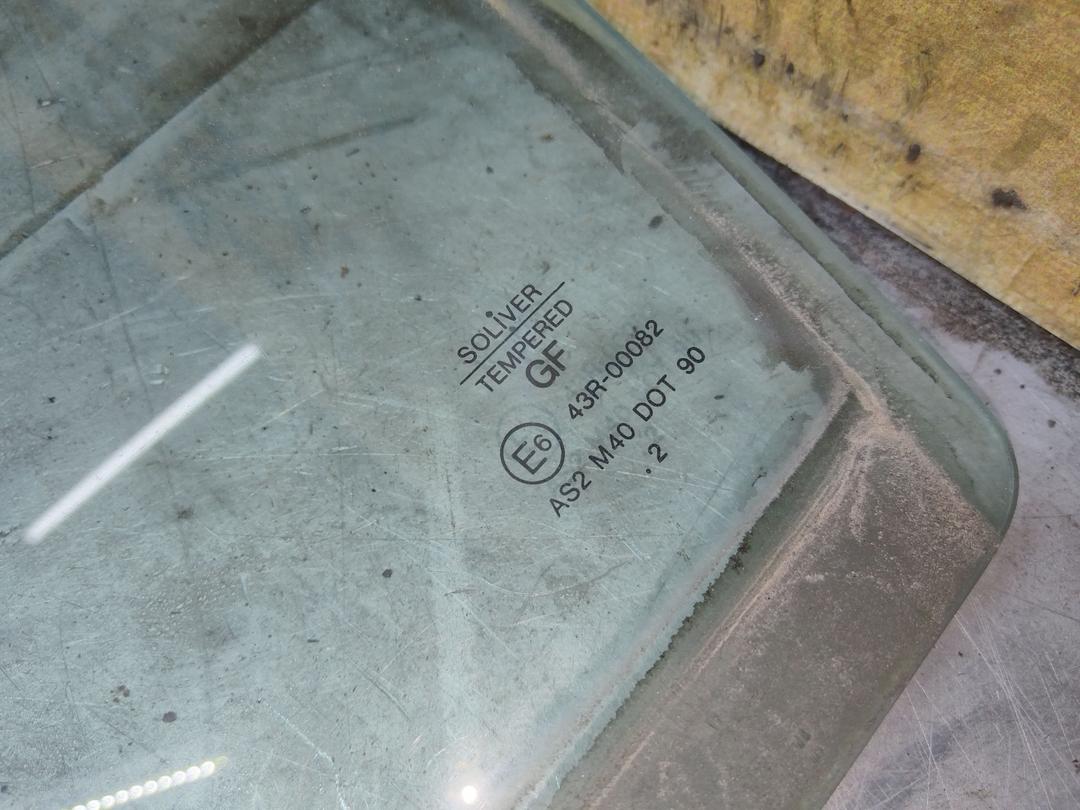 SOLiVER
TEMPERED
GF
E6 43R-00082
AS2 M40 DOT 90
. 2